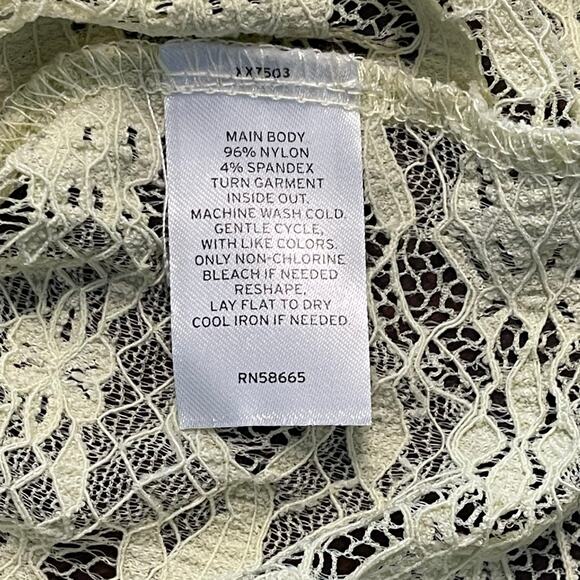 XX7503
MAIN BODY
96% NYLON
4% SPANDEX
TURN GARMENT
INSIDE OUT.
MACHINE WASH COLD.
GENTLE CYCLE,
WITH LIKE COLORS.
ONLY NON-CHLORINE
BLEACH IF NEEDED
RESHAPE,
LAY FLAT TO DRY
COOL IRON IF NEEDED
RN58665